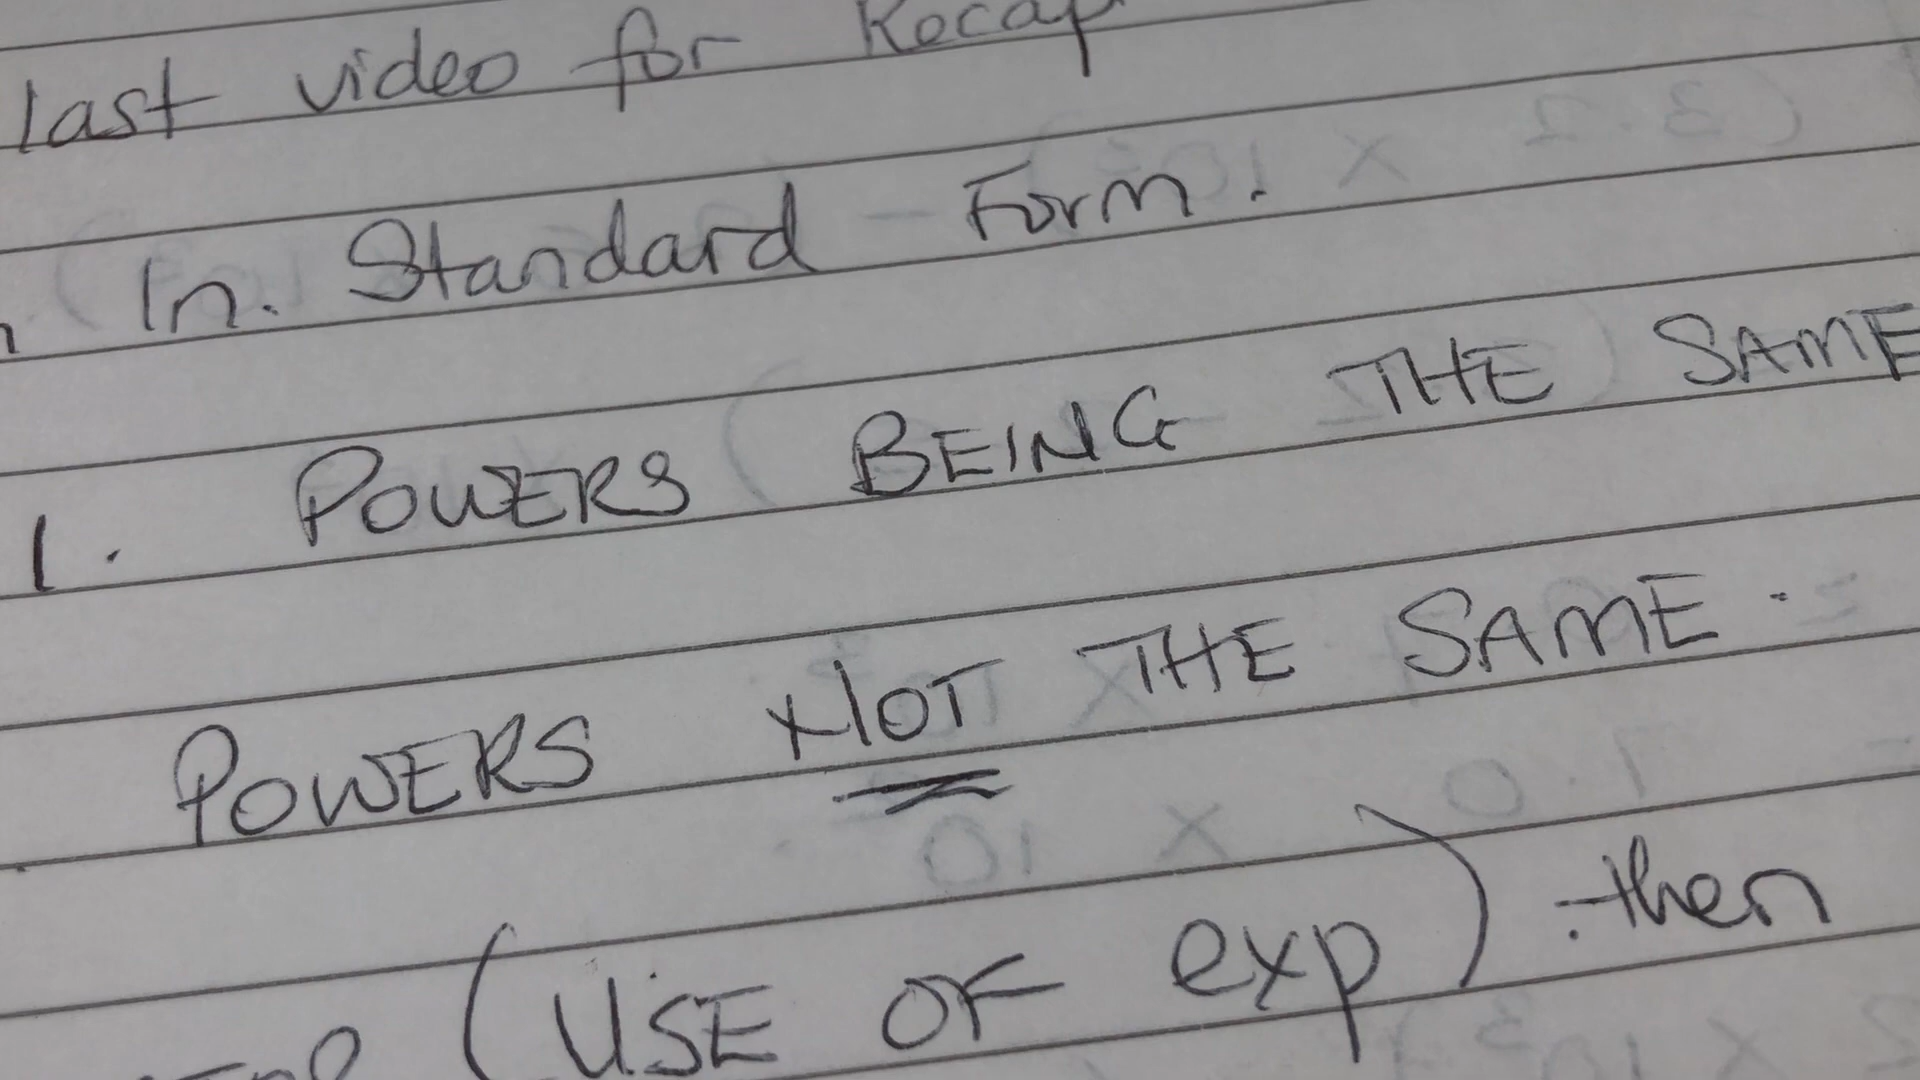 last video for Recap
In. Standard Form.
1. POWERS BEING THE SAME
POWERS NOT THE SAME.
(USE OF exp) then